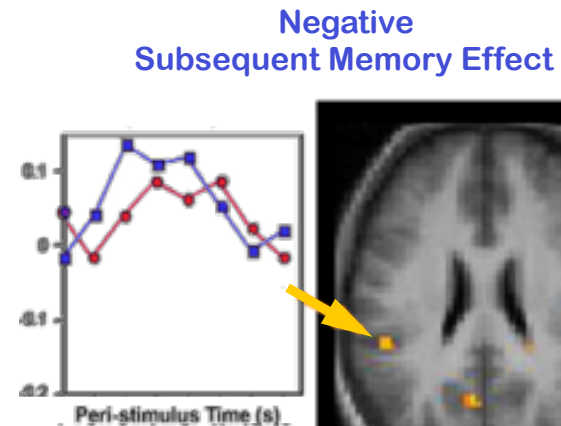 Negative
Subsequent Memory Effect
0.1
0
-0.1
-0.2
Peri-stimulus Time (s)